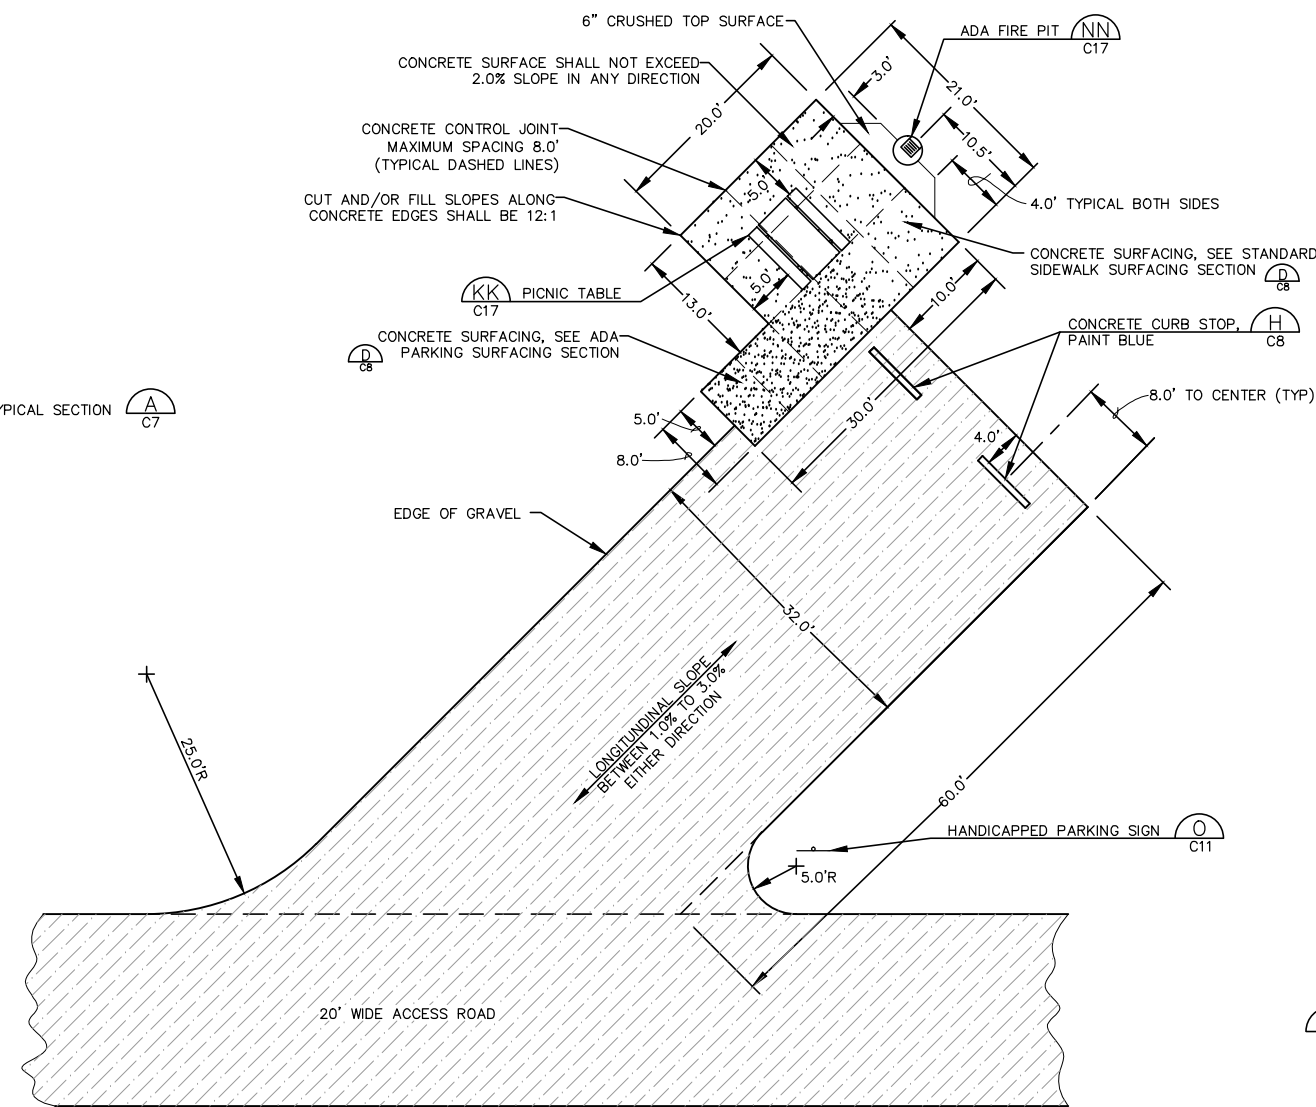 6” CRUSHED TOP SURFACE
ADA FIRE PIT NN
C17
CONCRETE SURFACE SHALL NOT EXCEED
2.0% SLOPE IN ANY DIRECTION
3.0'
21.0'
20.0'
10.5'
CONCRETE CONTROL JOINT
MAXIMUM SPACING 8.0'
(TYPICAL DASHED LINES)
5.0'
CUT AND/OR FILL SLOPES ALONG
CONCRETE EDGES SHALL BE 12:1
4.0' TYPICAL BOTH SIDES
CONCRETE SURFACING, SEE STANDARD
SIDEWALK SURFACING SECTION D
C8
KK PICNIC TABLE
C17
5.0'
13.0'
10.0'
CONCRETE SURFACING, SEE ADA
PARKING SURFACING SECTION
D
C8
CONCRETE CURB STOP, H
PAINT BLUE C8
YPICAL SECTION A
C7
8.0' TO CENTER (TYP)
5.0'
30.0'
4.0'
8.0'
EDGE OF GRAVEL
32.0'
LONGITUNDINAL SLOPE
BETWEEN 1.0% TO 3.0%
EITHER DIRECTION
25.0'R
60.0'
HANDICAPPED PARKING SIGN O
C11
5.0'R
20' WIDE ACCESS ROAD